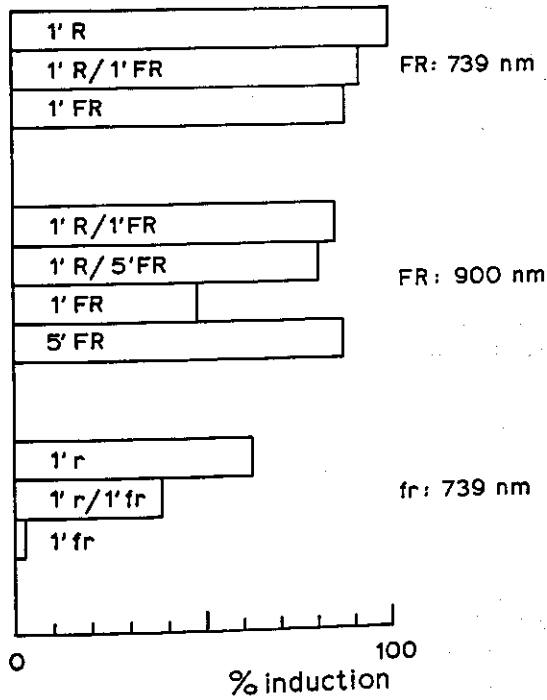 1' R
1' R/1' FR
FR: 739 nm
1' FR
1' R/1'FR
1' R/5'FR
FR: 900 nm
1' FR
5' FR
1' r
1' r/1' fr
fr: 739 nm
1' fr
0
100
% induction